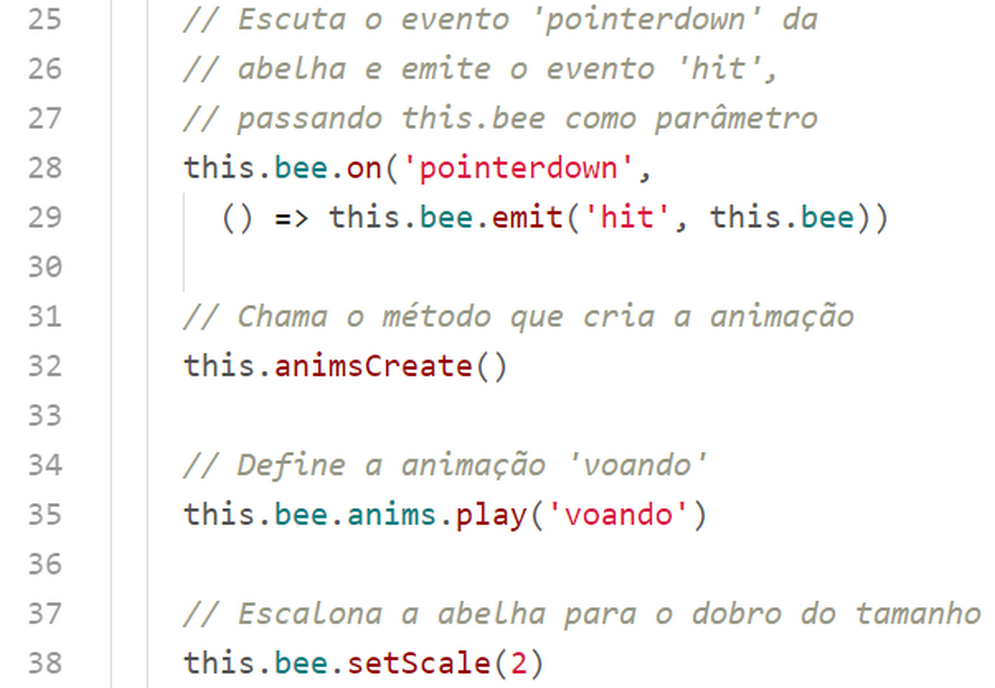 25 // Escuta o evento 'pointerdown' da
26 // abelha e emite o evento 'hit',
27 // passando this.bee como parâmetro
28 this.bee.on('pointerdown',
29 () => this.bee.emit('hit', this.bee))
30
31 // Chama o método que cria a animação
32 this.animsCreate()
33
34 // Define a animação 'voando'
35 this.bee.anims.play('voando')
36
37 // Escalona a abelha para o dobro do tamanho
38 this.bee.setScale(2)